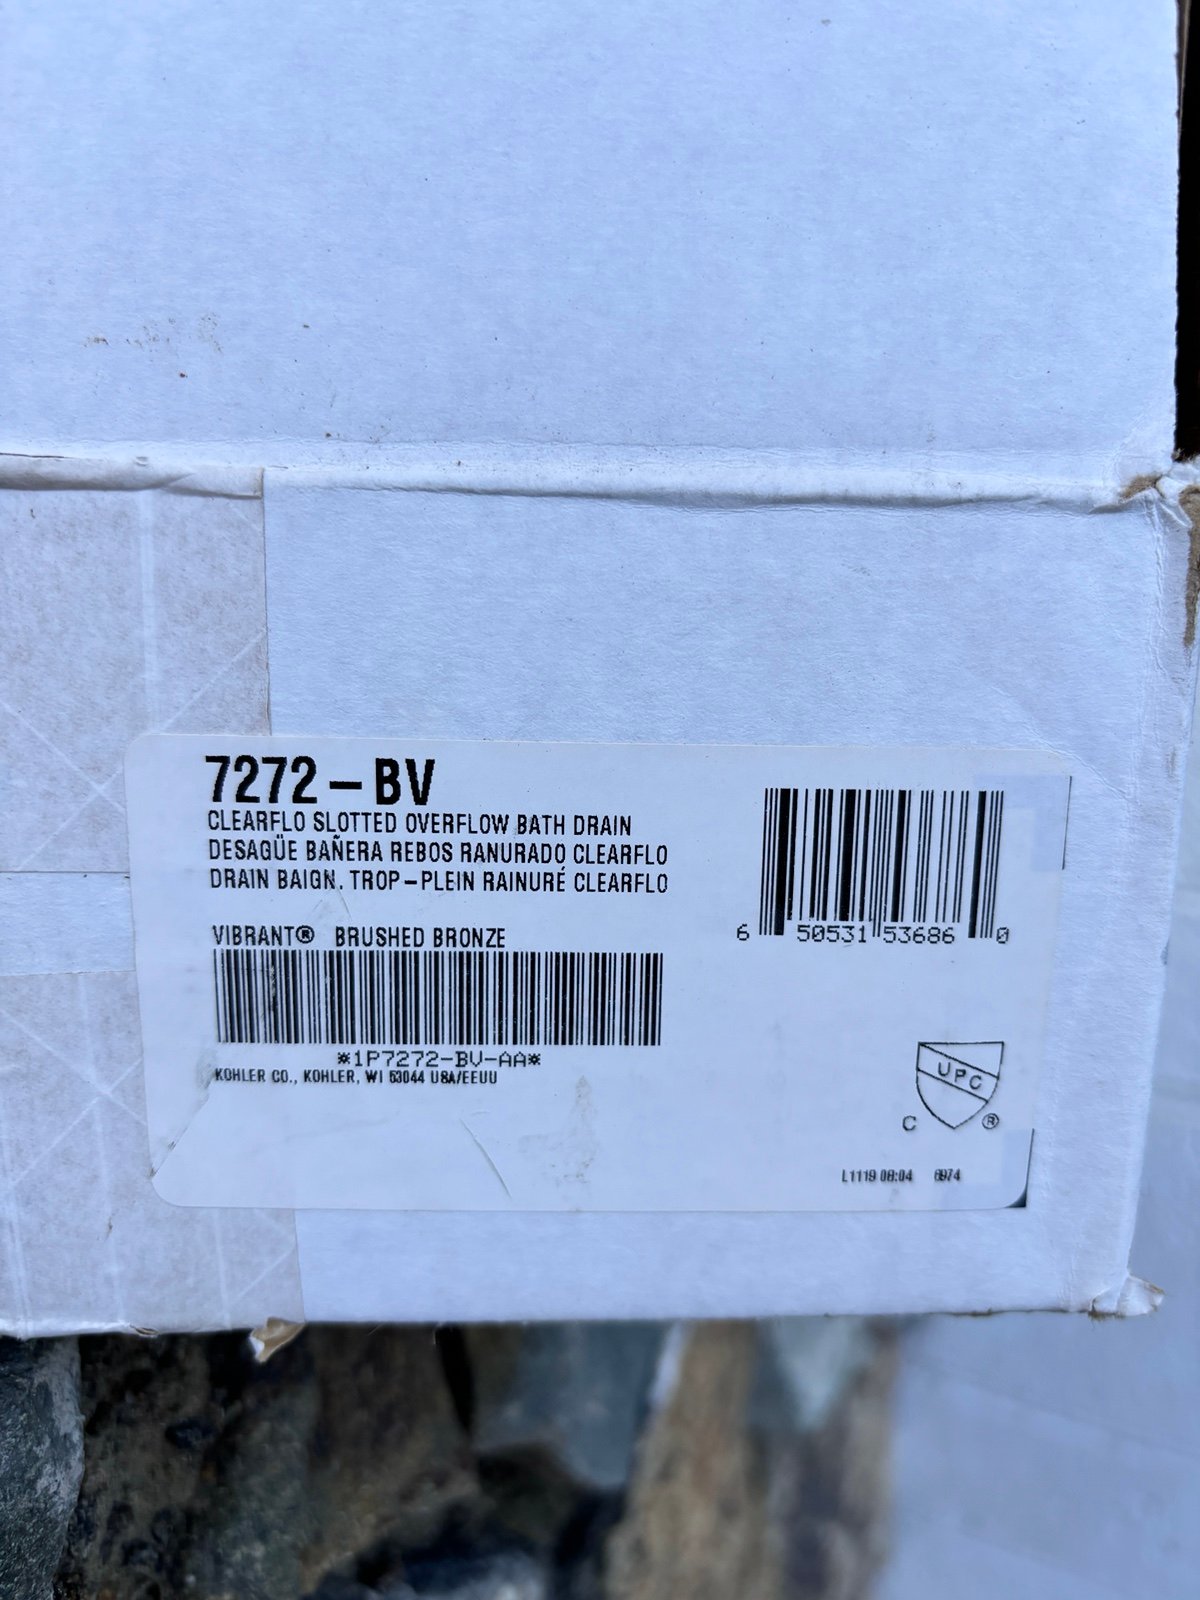 7272-BV
CLEARFLO SLOTTED OVERFLOW BATH DRAIN
DESAGÜE BAÑERA REBOS RANURADO CLEARFLO
DRAIN BAIGN. TROP-PLEIN RAINURÉ CLEARFLO
VIBRANT® BRUSHED BRONZE
*1P7272-BV-AA*
KOHLER CO., KOHLER, WI 53044 USA/EEUU
6 50531 53686 0
UPC
C ®
L1119 08:04 6974